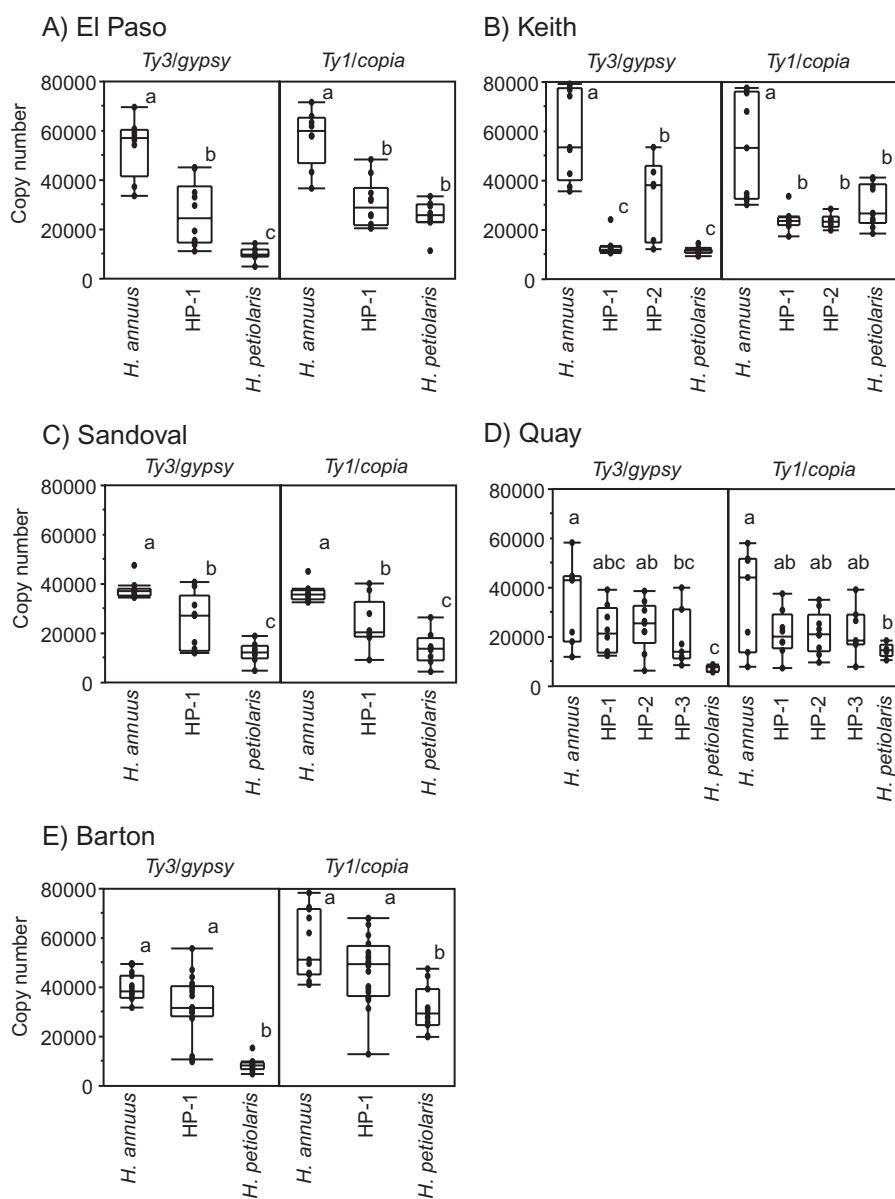 A) El Paso
Ty3/gypsy Ty1/copia
Copy number
80000
60000
40000
20000
0
a
b
c
a
b
b
H. annuus
HP-1
H. petiolaris
H. annuus
HP-1
H. petiolaris
B) Keith
Ty3/gypsy Ty1/copia
80000
60000
40000
20000
0
a
c
b
c
a
b
b
b
H. annuus
HP-1
HP-2
H. petiolaris
H. annuus
HP-1
HP-2
H. petiolaris
C) Sandoval
Ty3/gypsy Ty1/copia
Copy number
80000
60000
40000
20000
0
a
b
c
a
b
c
H. annuus
HP-1
H. petiolaris
H. annuus
HP-1
H. petiolaris
D) Quay
Ty3/gypsy Ty1/copia
80000
60000
40000
20000
0
a
abc
ab
bc
c
a
ab
ab
ab
b
H. annuus
HP-1
HP-2
HP-3
H. petiolaris
H. annuus
HP-1
HP-2
HP-3
H. petiolaris
E) Barton
Ty3/gypsy Ty1/copia
Copy number
80000
60000
40000
20000
0
a
a
b
a
a
b
H. annuus
HP-1
H. petiolaris
H. annuus
HP-1
H. petiolaris